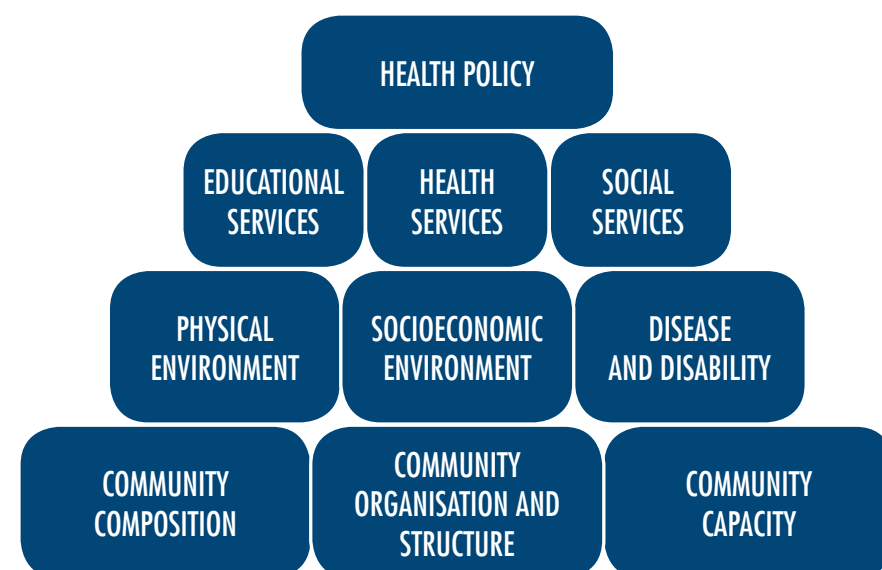 HEALTH POLICY
EDUCATIONAL
SERVICES
HEALTH
SERVICES
SOCIAL
SERVICES
PHYSICAL
ENVIRONMENT
SOCIOECONOMIC
ENVIRONMENT
DISEASE
AND DISABILITY
COMMUNITY
COMPOSITION
COMMUNITY
ORGANISATION AND
STRUCTURE
COMMUNITY
CAPACITY